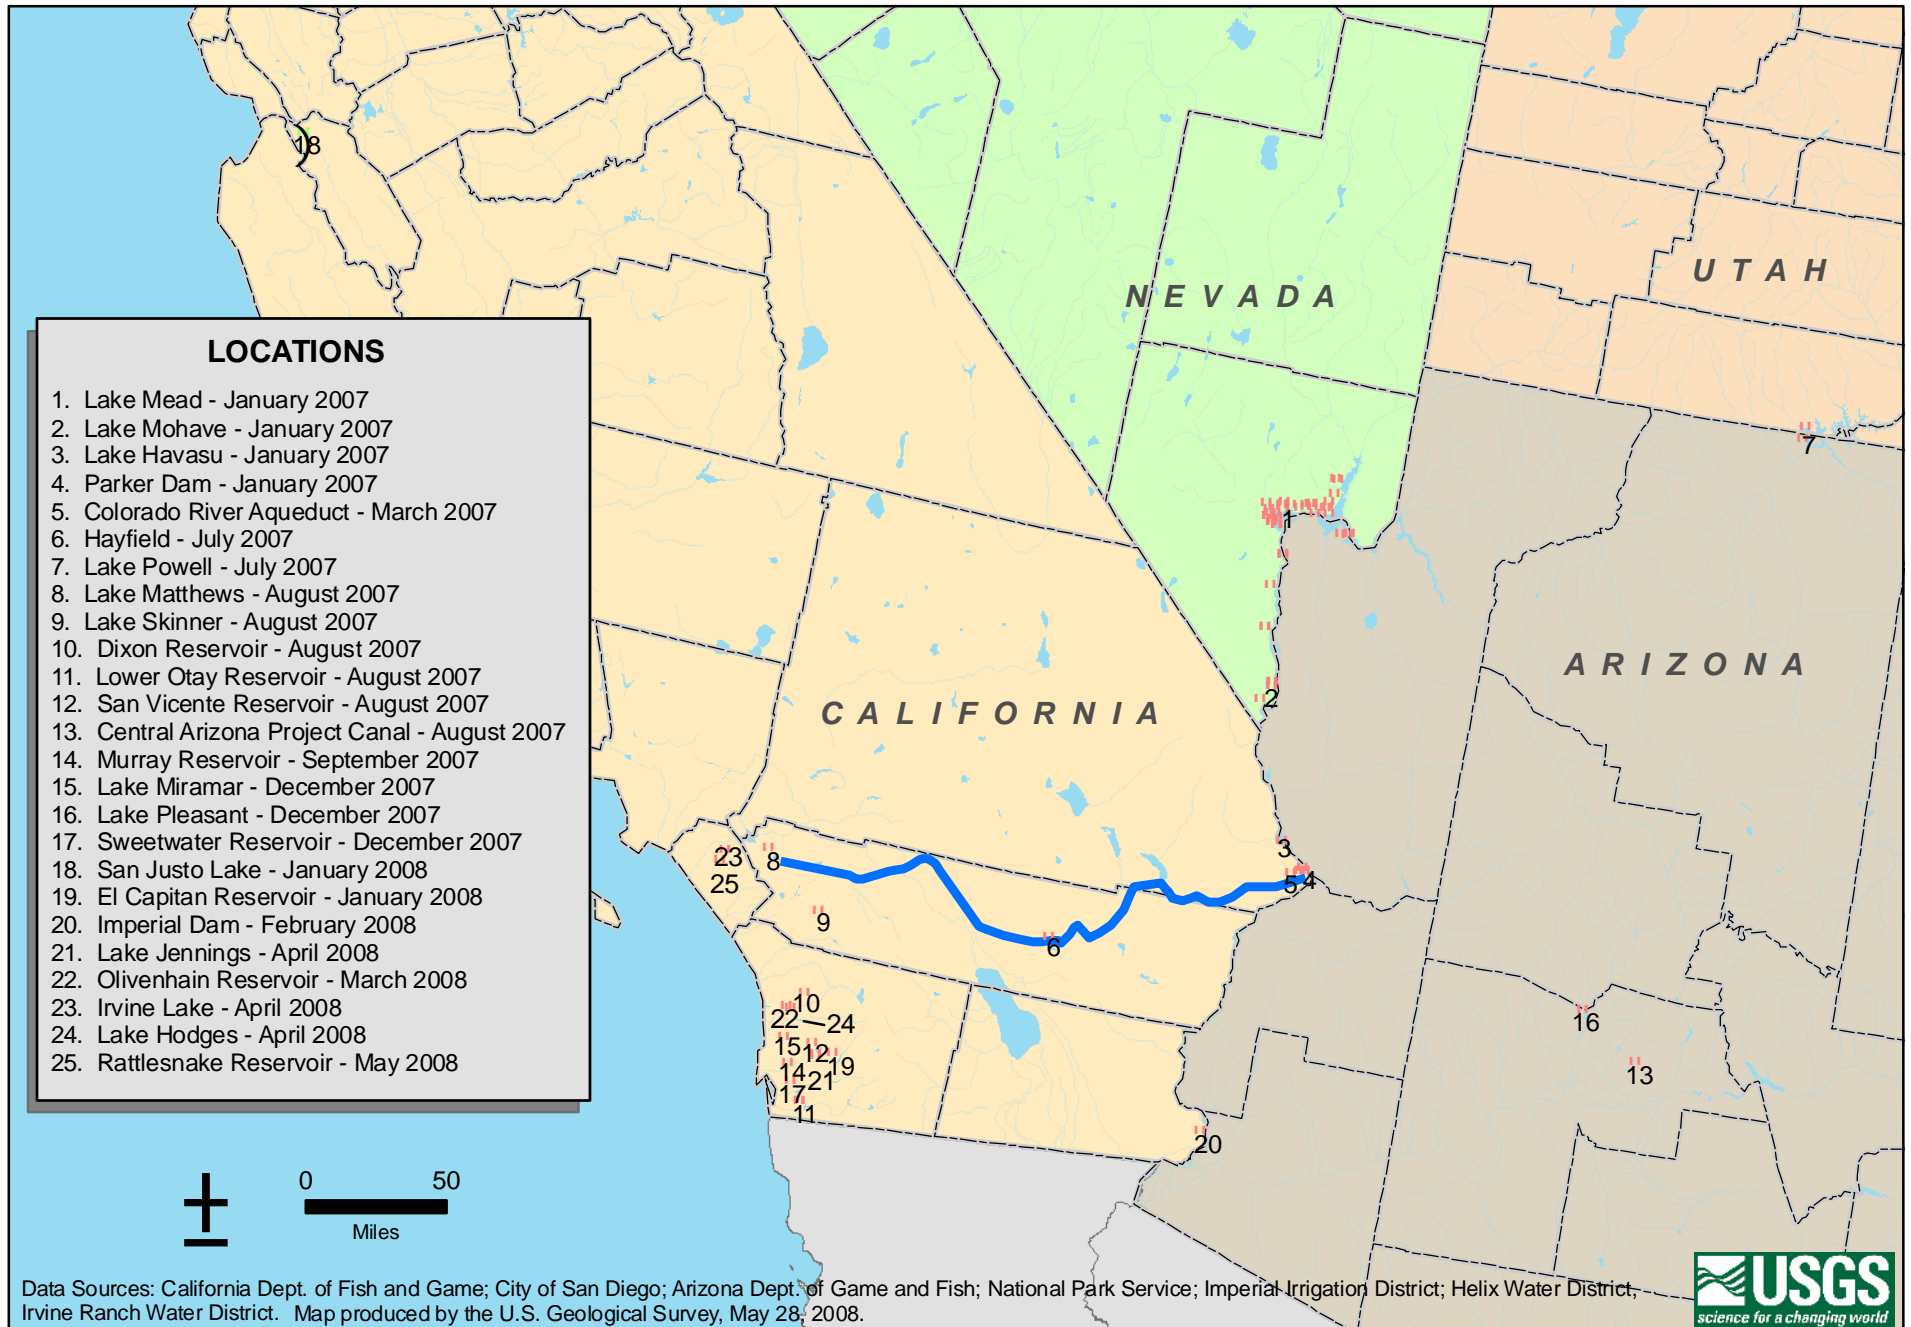 18
NEVADA
UTAH
LOCATIONS
1. Lake Mead - January 2007
2. Lake Mohave - January 2007
3. Lake Havasu - January 2007
4. Parker Dam - January 2007
5. Colorado River Aqueduct - March 2007
6. Hayfield - July 2007
7. Lake Powell - July 2007
8. Lake Matthews - August 2007
9. Lake Skinner - August 2007
10. Dixon Reservoir - August 2007
11. Lower Otay Reservoir - August 2007
12. San Vicente Reservoir - August 2007
13. Central Arizona Project Canal - August 2007
14. Murray Reservoir - September 2007
15. Lake Miramar - December 2007
16. Lake Pleasant - December 2007
17. Sweetwater Reservoir - December 2007
18. San Justo Lake - January 2008
19. El Capitan Reservoir - January 2008
20. Imperial Dam - February 2008
21. Lake Jennings - April 2008
22. Olivenhain Reservoir - March 2008
23. Irvine Lake - April 2008
24. Lake Hodges - April 2008
25. Rattlesnake Reservoir - May 2008
7
1
ARIZONA
2
CALIFORNIA
3
23
8
25
5
4
9
6
10
22
24
16
15
12
19
14
21
13
17
11
20
0 50
Miles
Data Sources: California Dept. of Fish and Game; City of San Diego; Arizona Dept. of Game and Fish; National Park Service; Imperial Irrigation District; Helix Water District,
Irvine Ranch Water District. Map produced by the U.S. Geological Survey, May 28, 2008.
USGS
science for a changing world